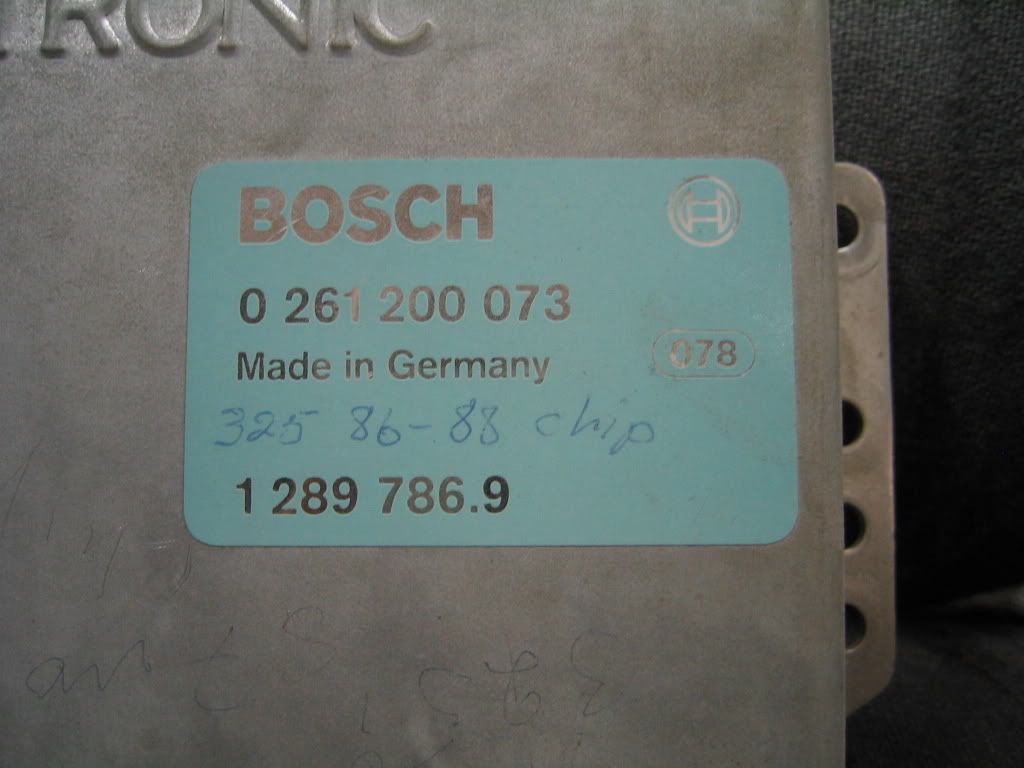 TRONIC
BOSCH
0 261 200 073
Made in Germany
078
325 86-88 chip
1 289 786.9